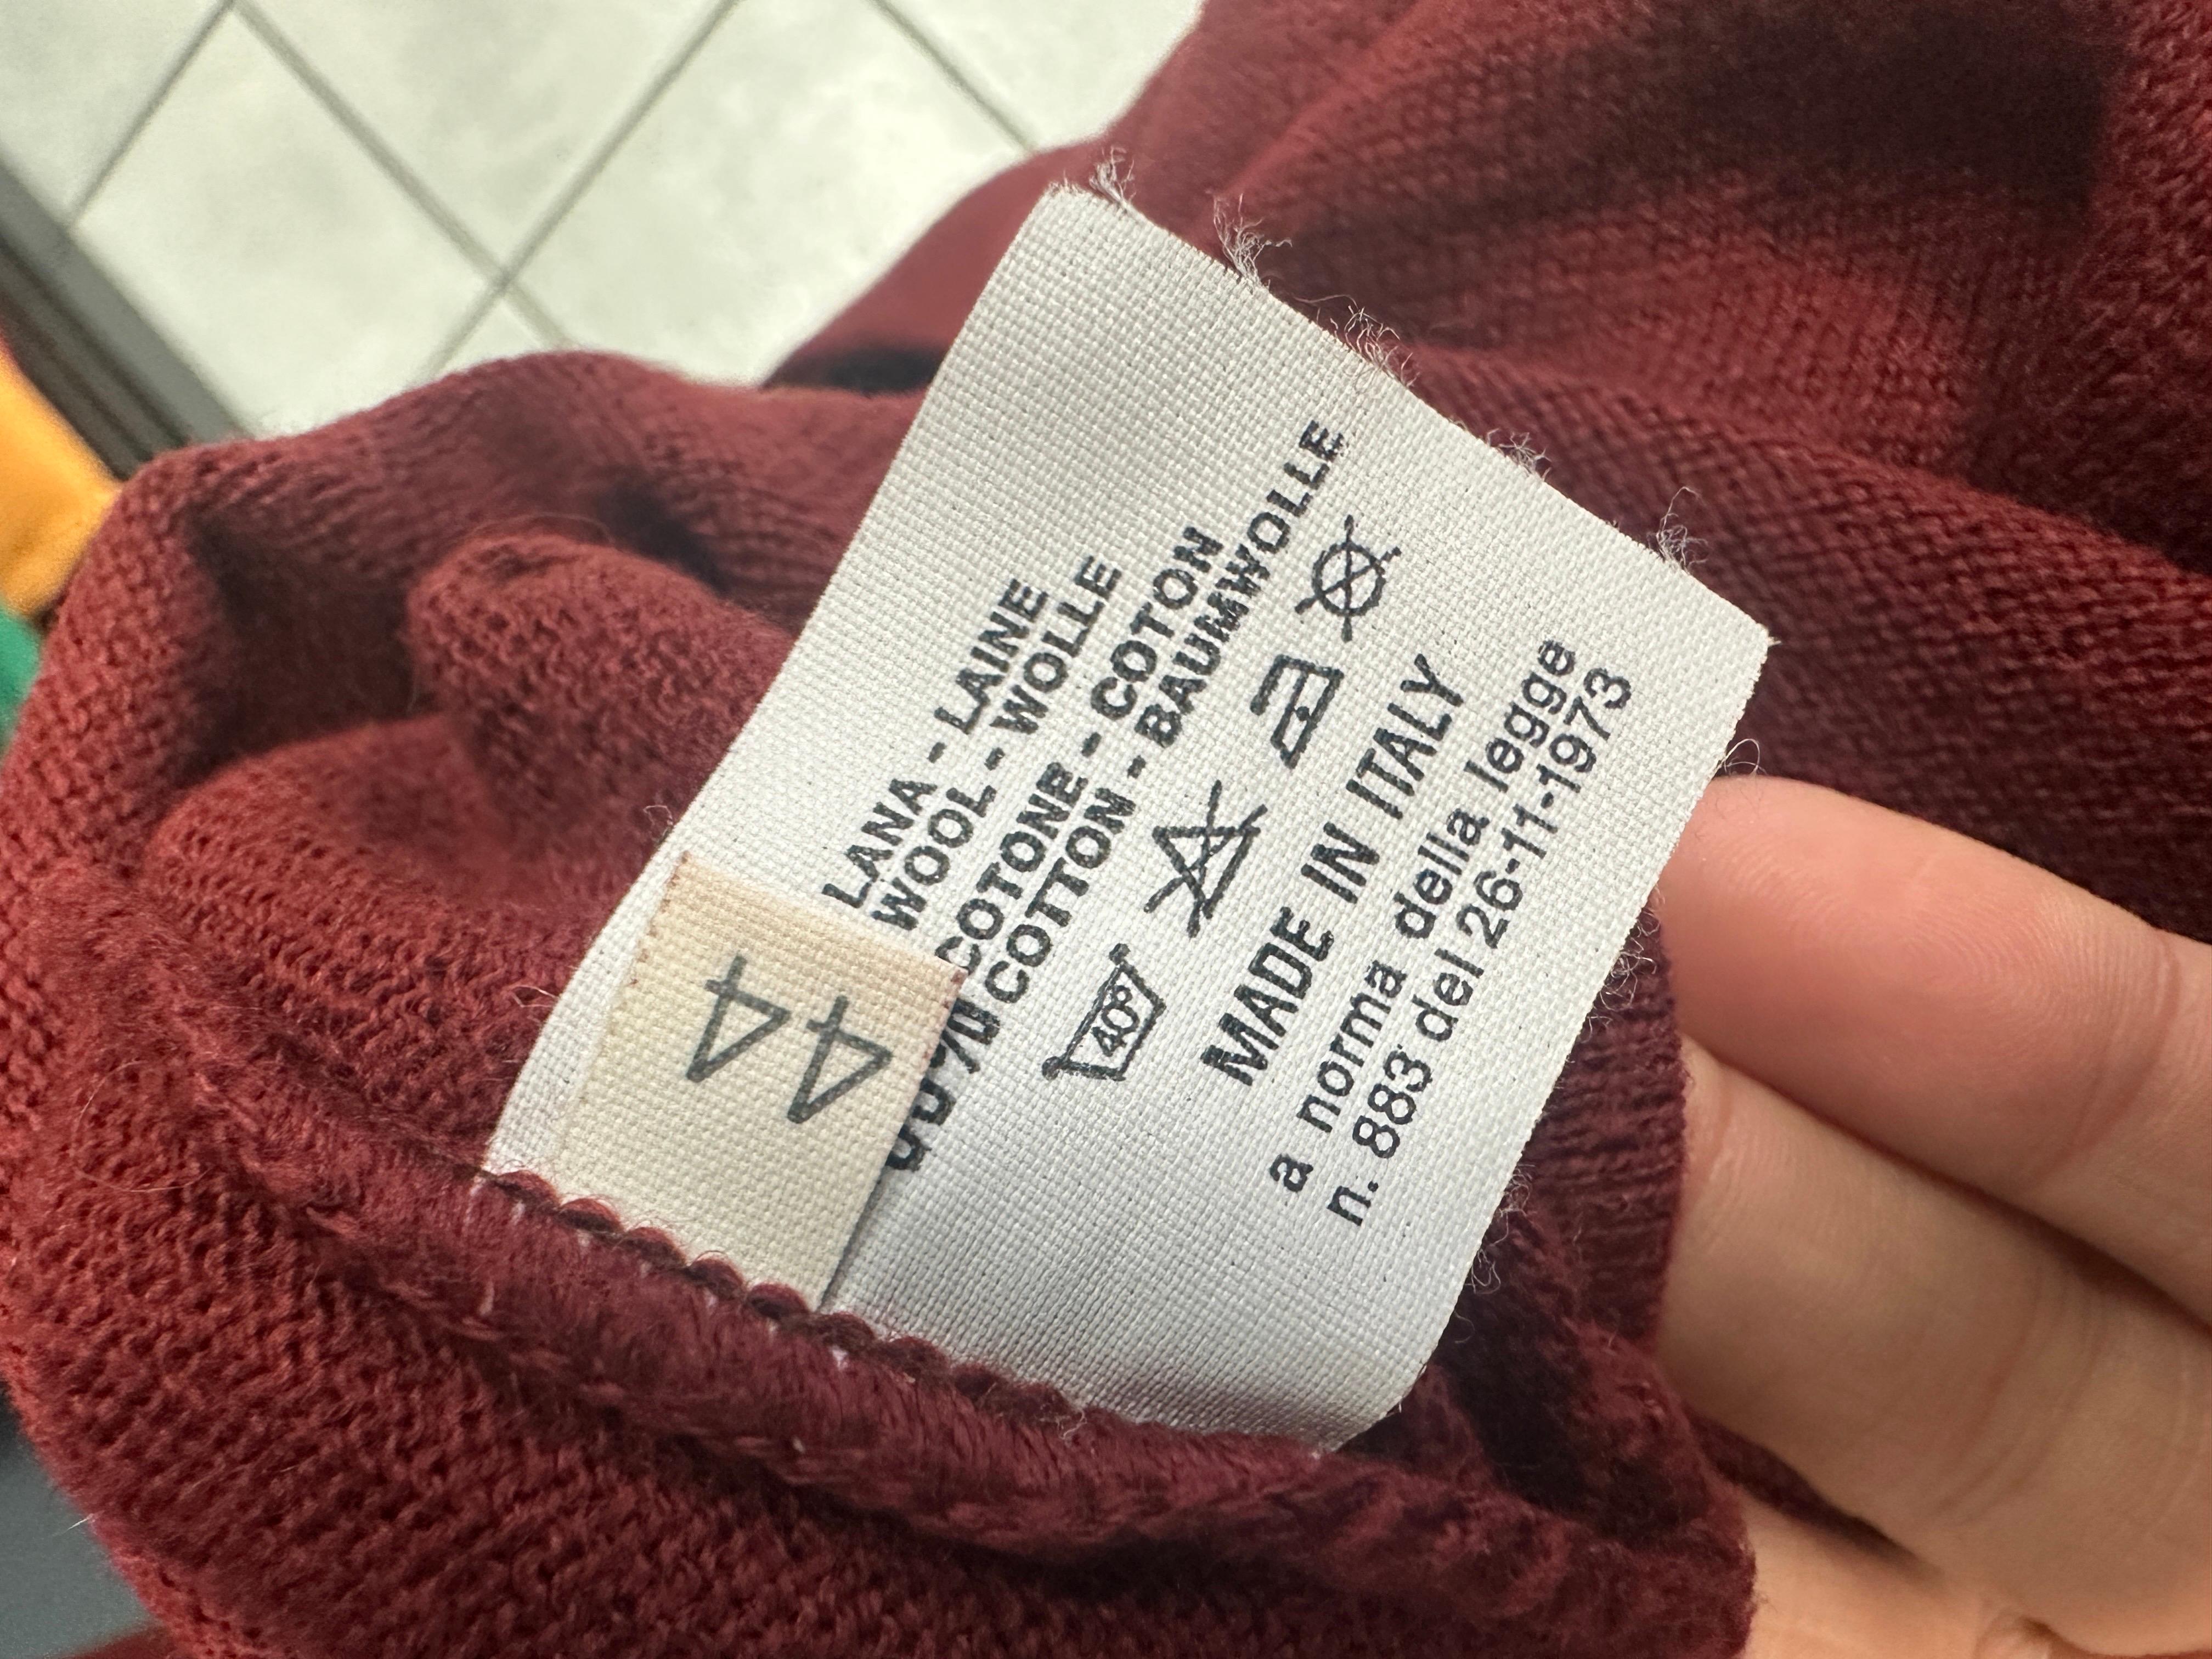 LANA - LAINE
WOOL - WOLLE
COTONE - COTON
COTTON - BAUMWOLLE
40°
MADE IN ITALY
a norma della legge
n. 883 del 26-11-1973
44